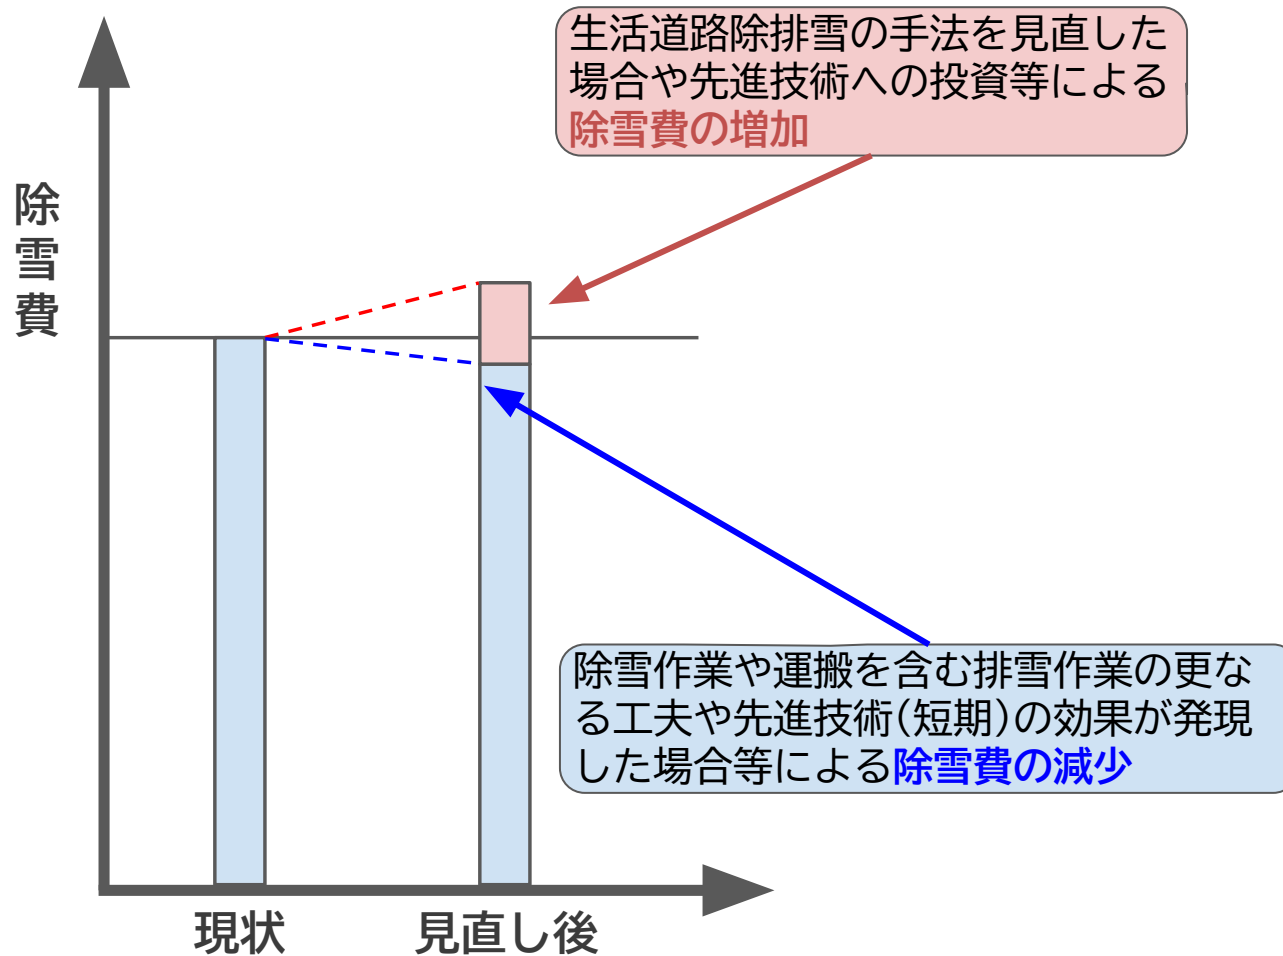 生活道路除排雪の手法を見直した
場合や先進技術への投資等による
除雪費の増加
除雪費
除雪作業や運搬を含む排雪作業の更な
る工夫や先進技術(短期)の効果が発現
した場合等による除雪費の減少
現状
見直し後